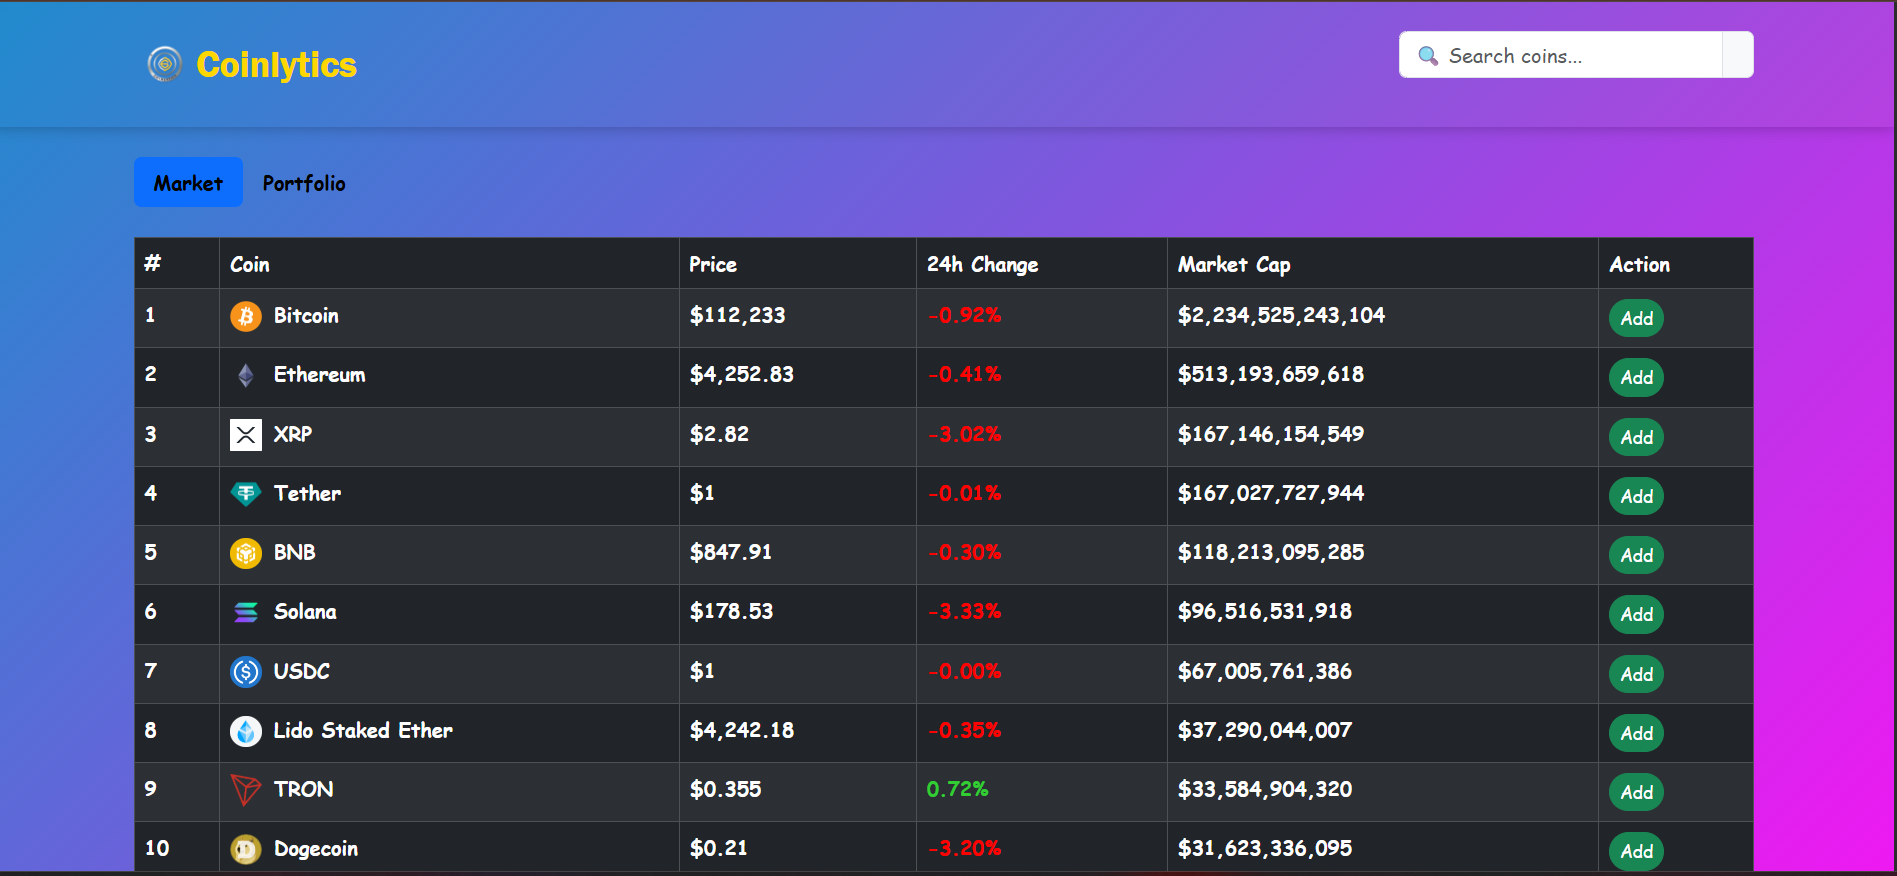 Coinlytics
🔍 Search coins...
Market Portfolio
# Coin Price 24h Change Market Cap Action
1 Bitcoin $112,233 -0.92% $2,234,525,243,104 Add
2 Ethereum $4,252.83 -0.41% $513,193,659,618 Add
3 XRP $2.82 -3.02% $167,146,154,549 Add
4 Tether $1 -0.01% $167,027,727,944 Add
5 BNB $847.91 -0.30% $118,213,095,285 Add
6 Solana $178.53 -3.33% $96,516,531,918 Add
7 USDC $1 -0.00% $67,005,761,386 Add
8 Lido Staked Ether $4,242.18 -0.35% $37,290,044,007 Add
9 TRON $0.355 0.72% $33,584,904,320 Add
10 Dogecoin $0.21 -3.20% $31,623,336,095 Add